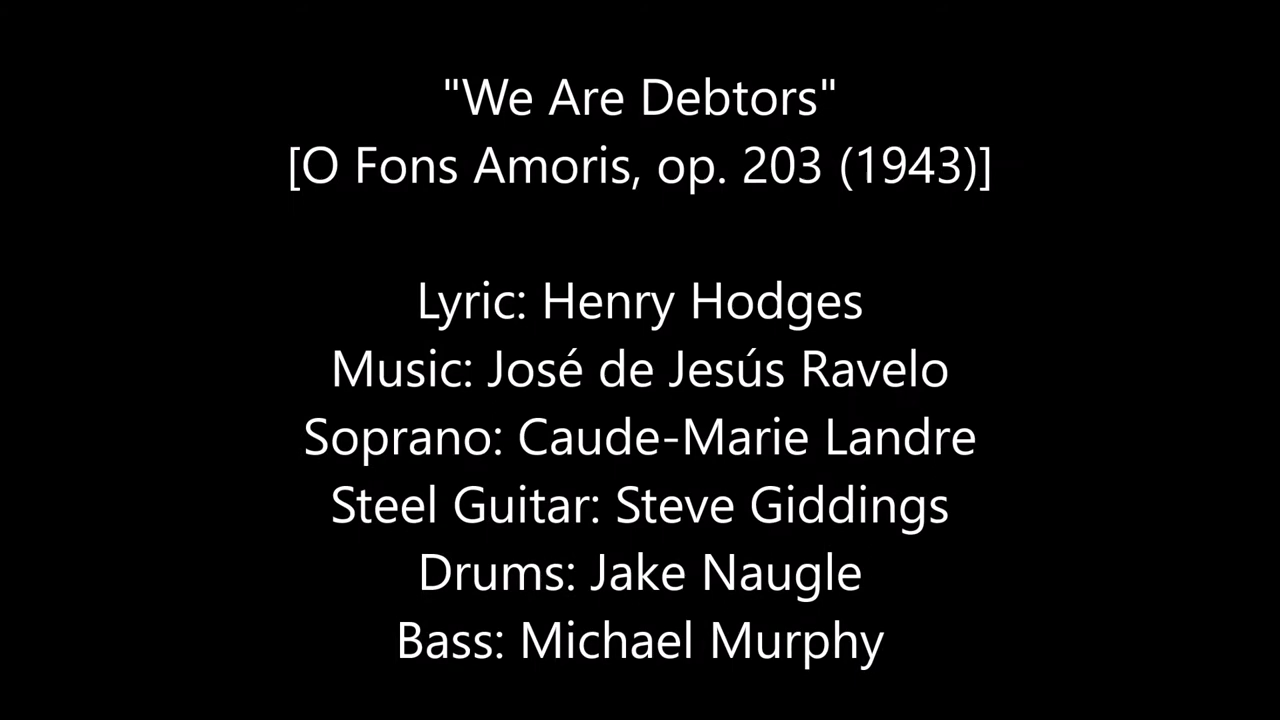 "We Are Debtors"
[O Fons Amoris, op. 203 (1943)]
Lyric: Henry Hodges
Music: José de Jesús Ravelo
Soprano: Caude-Marie Landre
Steel Guitar: Steve Giddings
Drums: Jake Naugle
Bass: Michael Murphy